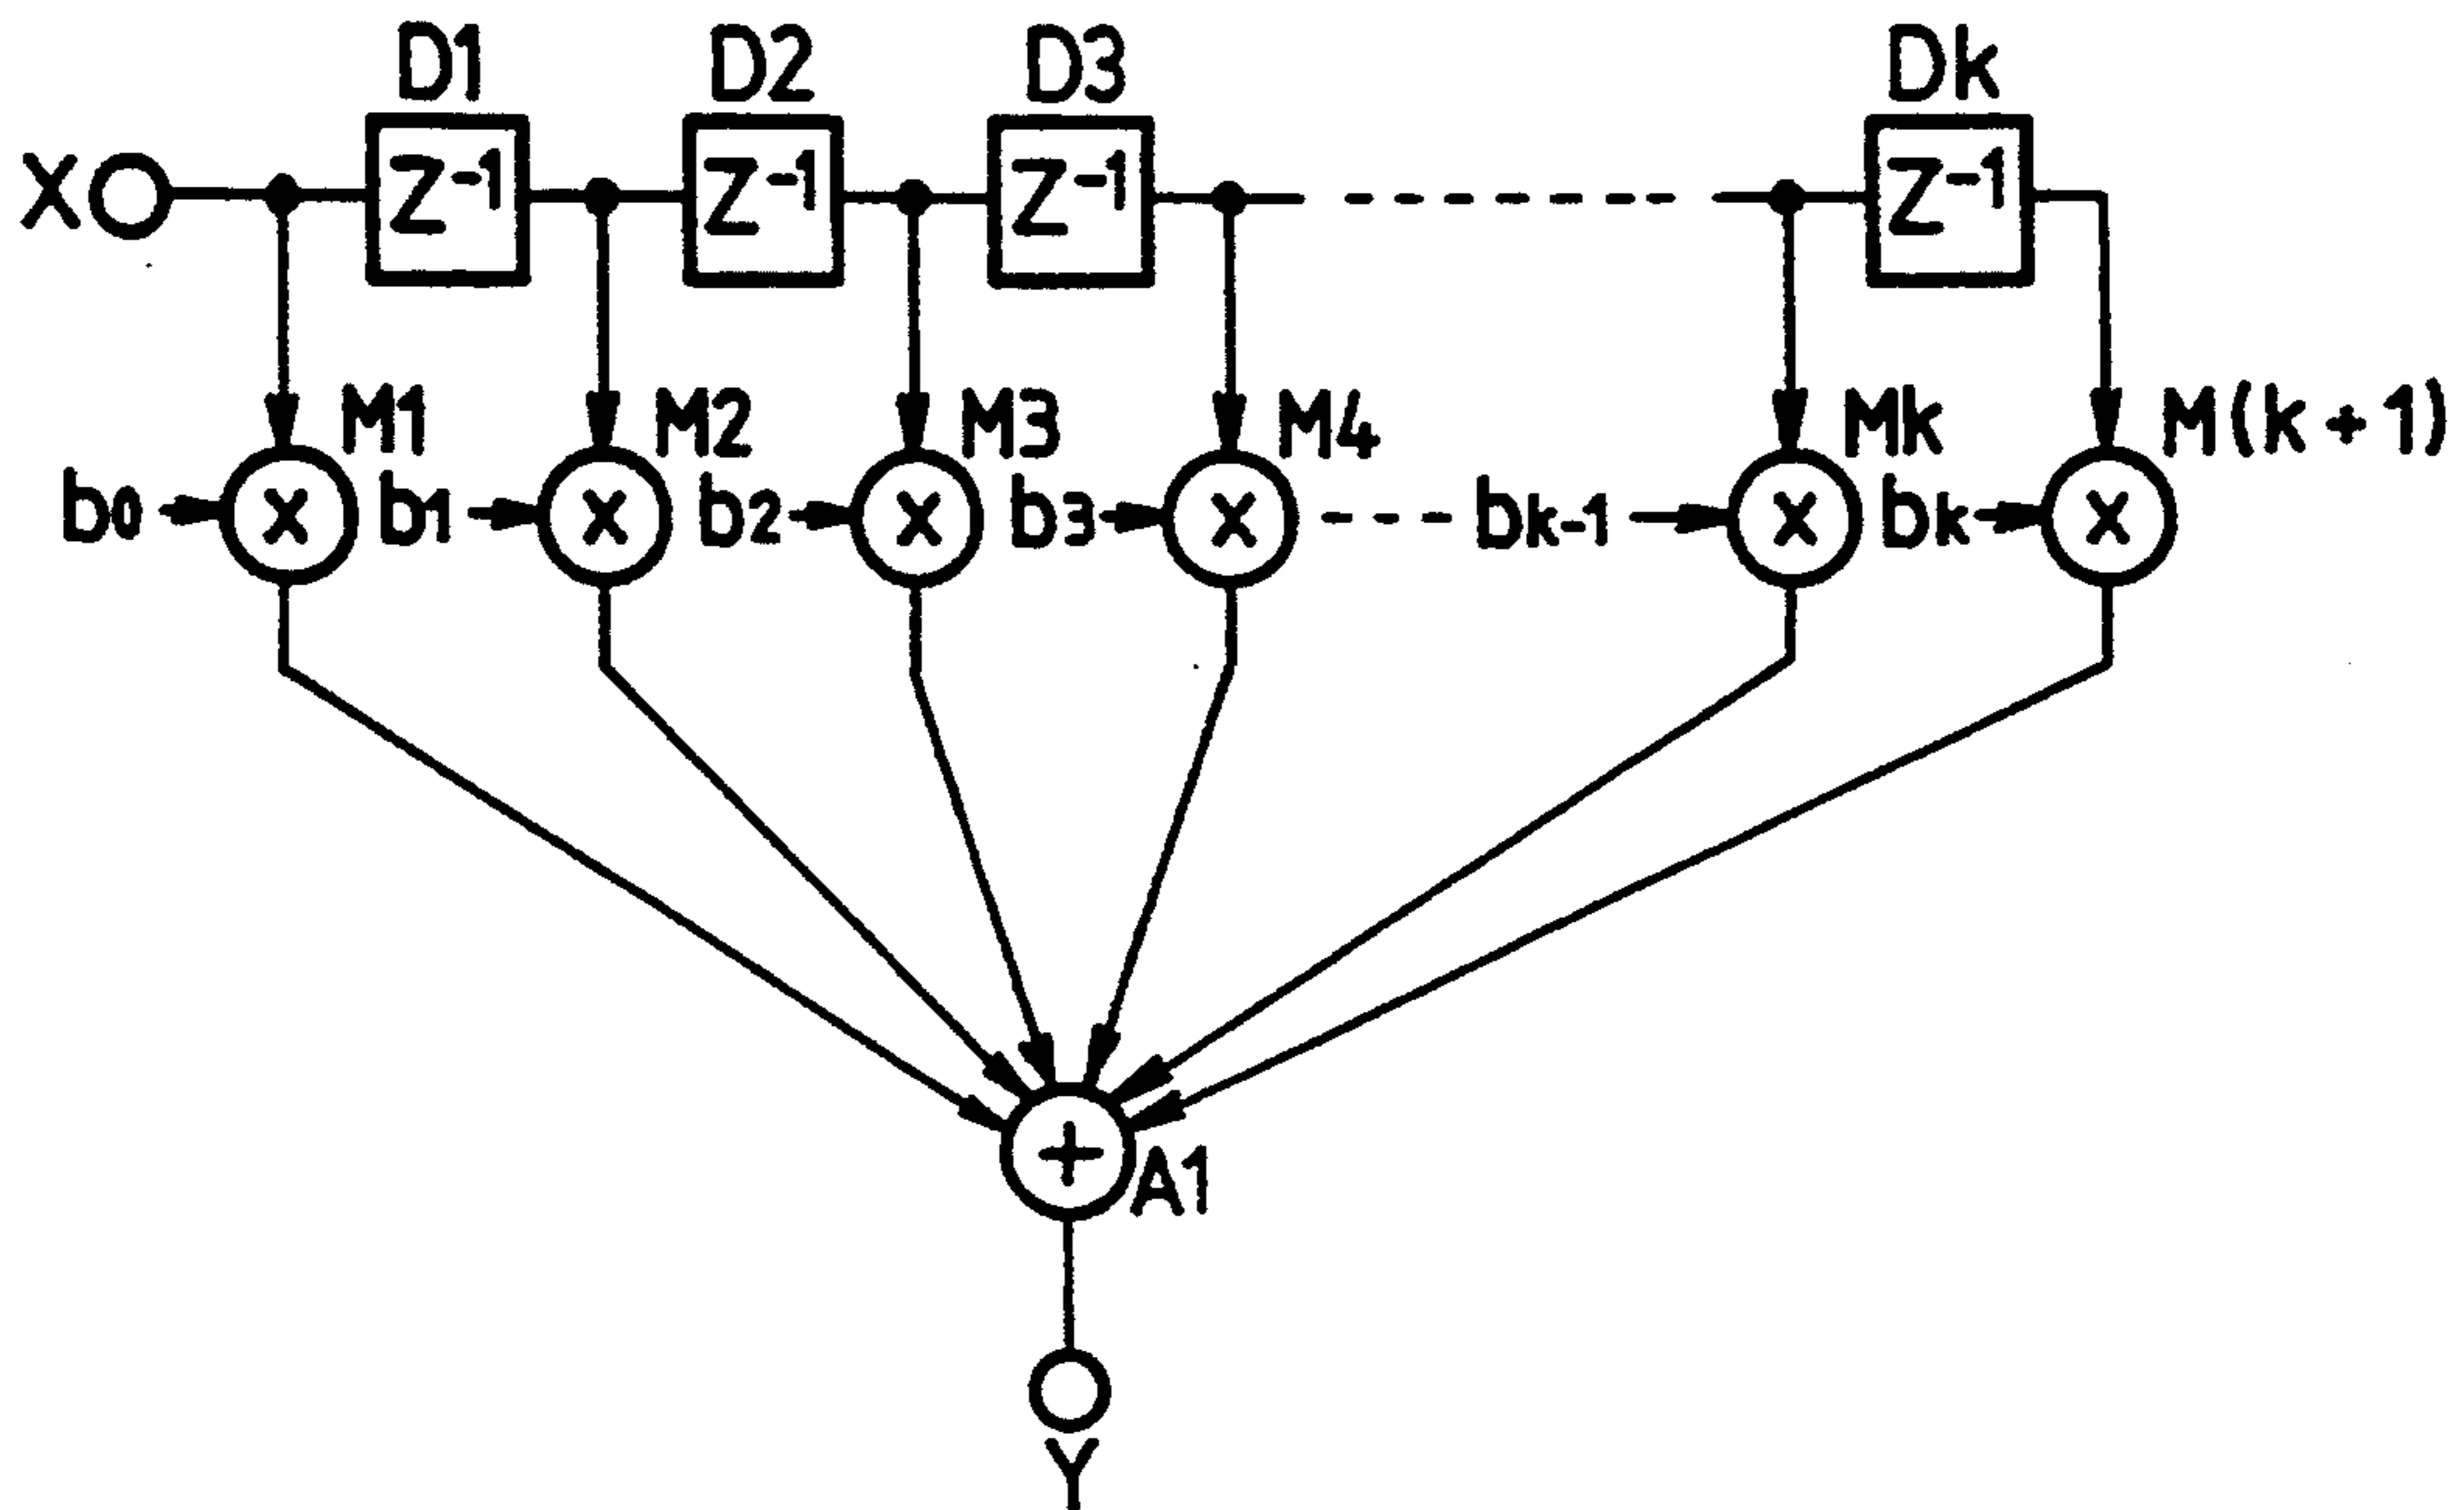 D1 D2 D3 Dk
X Z⁻¹ Z⁻¹ Z⁻¹ Z⁻¹
M1 M2 M3 M4 Mk M(k+1)
b0 X b1 X b2 X b3 X bk-1 X bk X
+ A1
Y